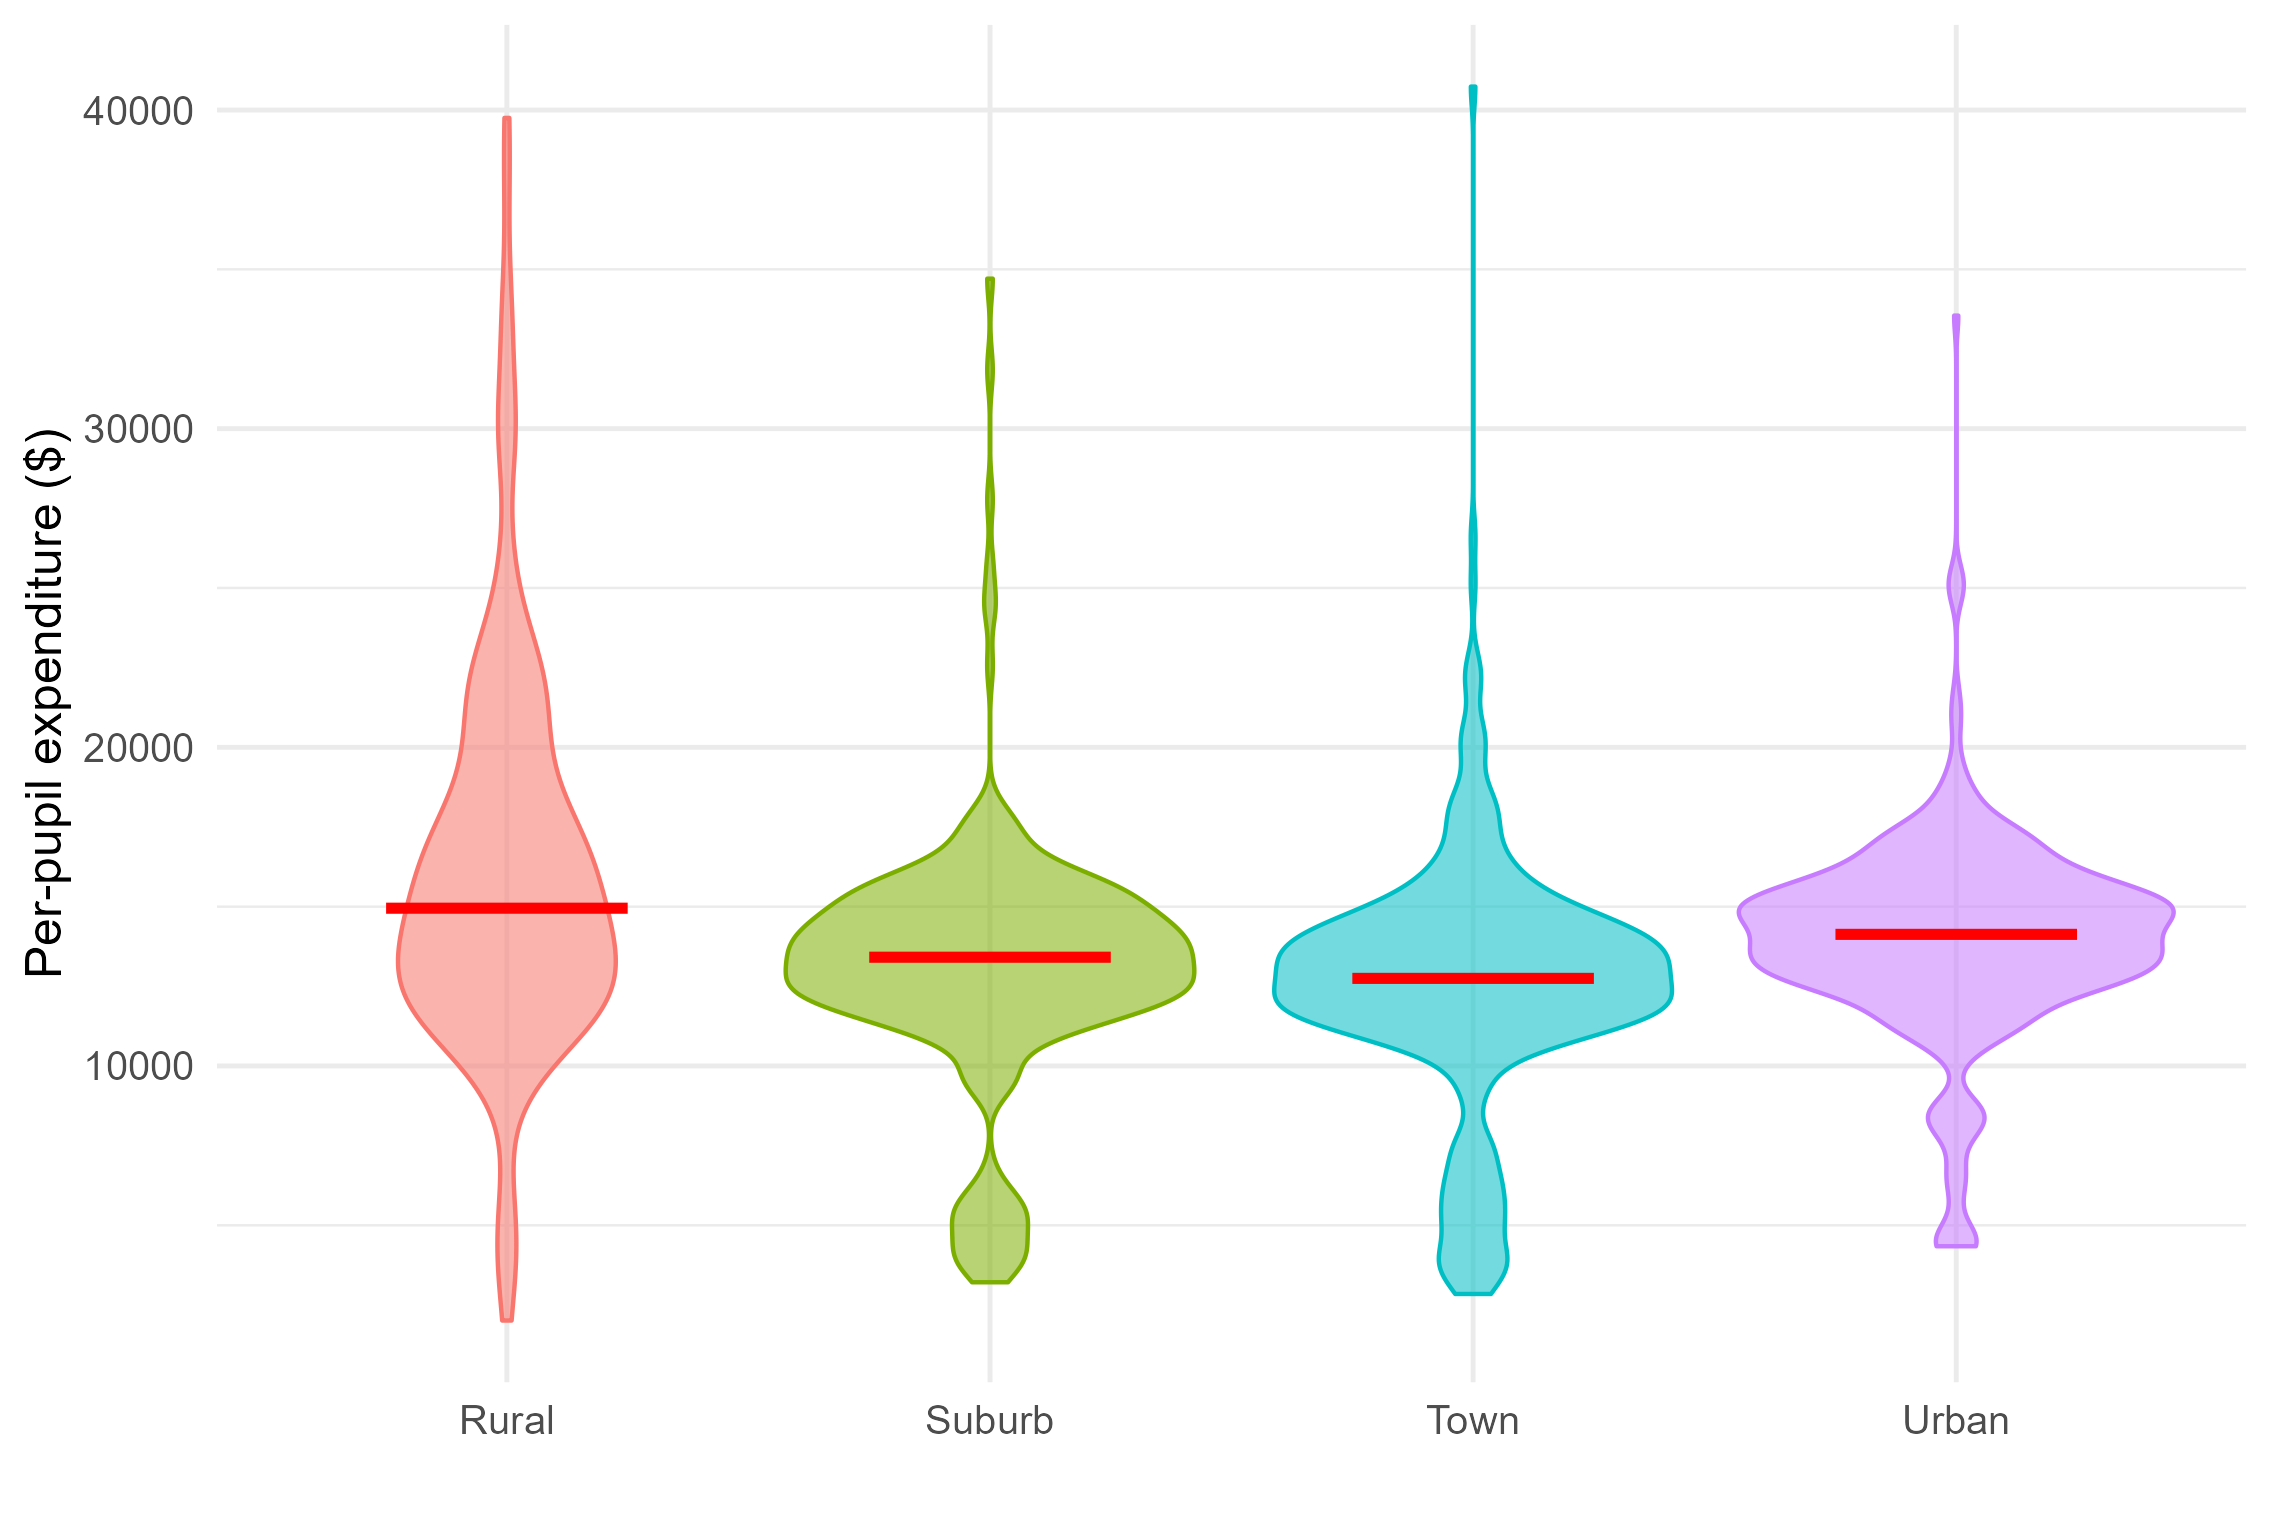 Per-pupil expenditure ($)
40000
30000
20000
10000
Rural
Suburb
Town
Urban